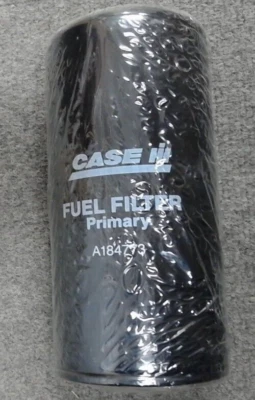 CASE IH
FUEL FILTER
Primary
A184773